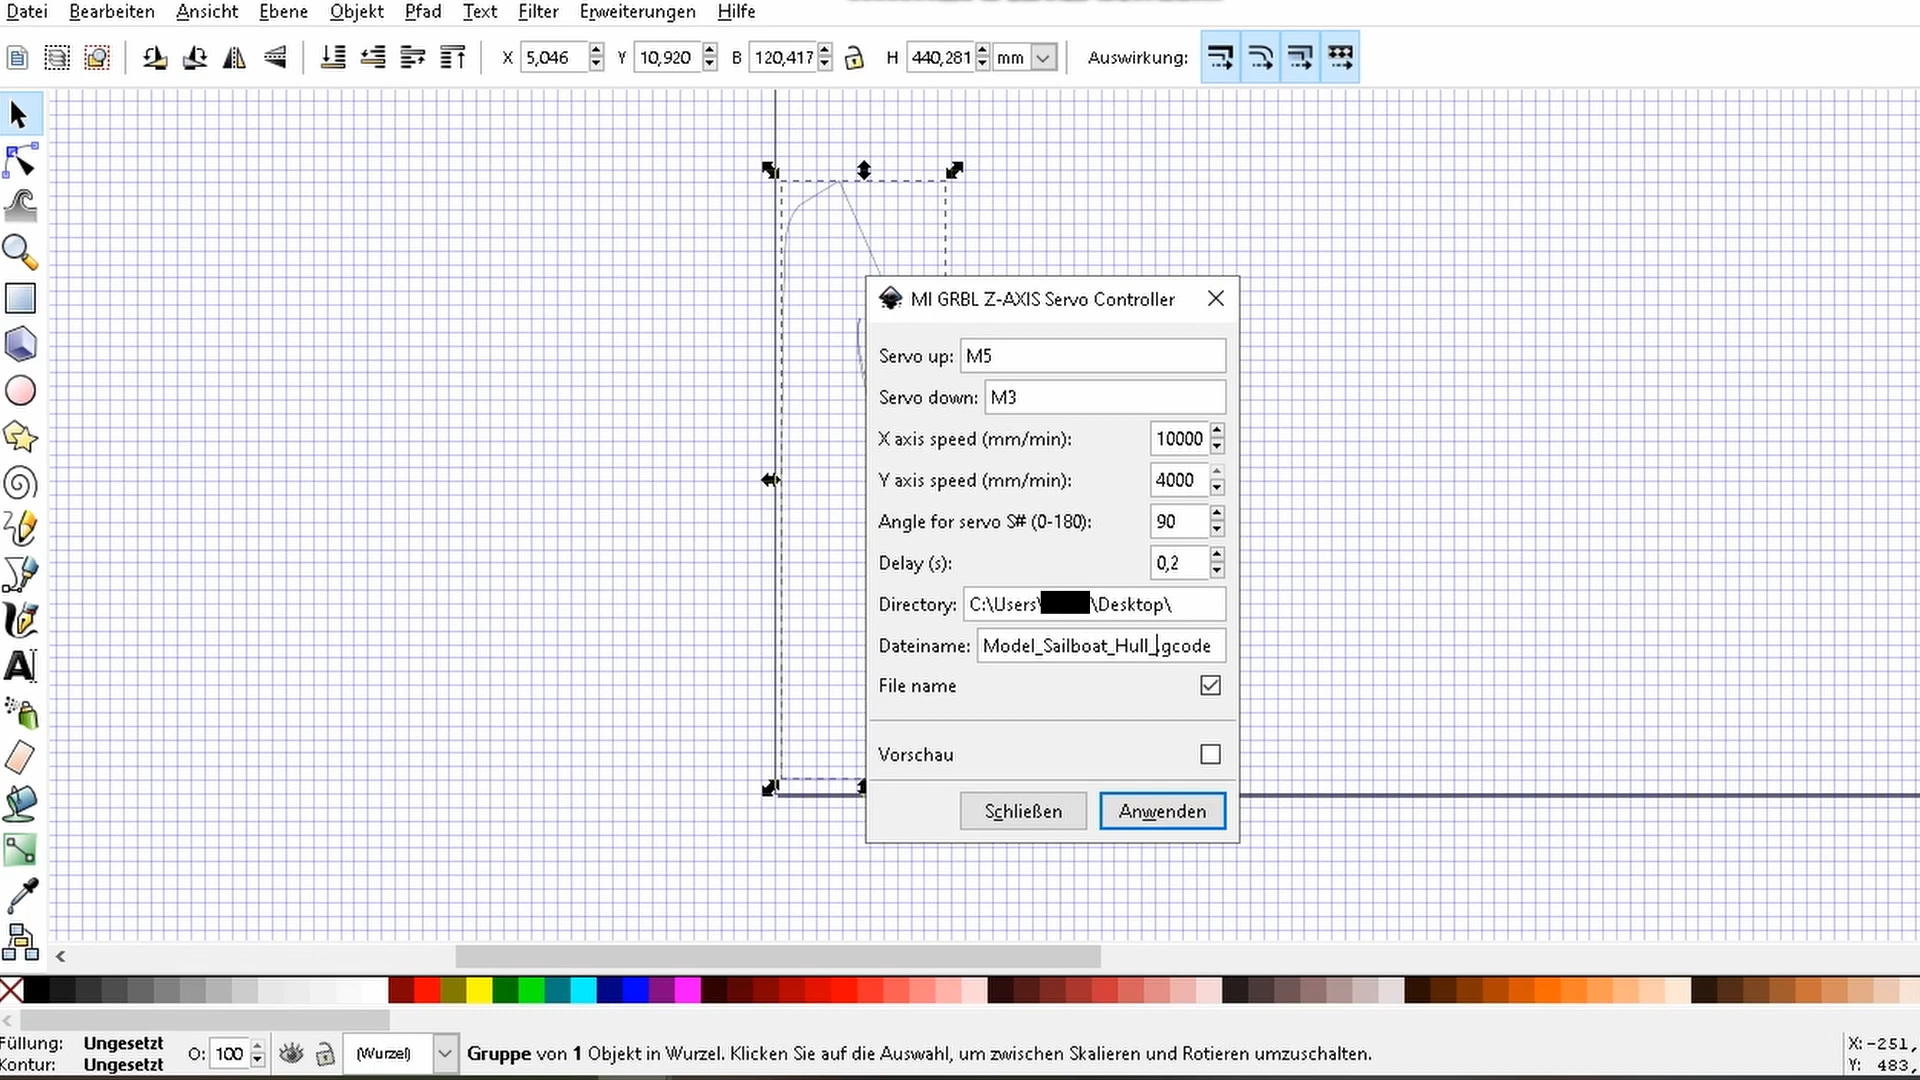 Datei Bearbeiten Ansicht Ebene Objekt Pfad Text Filter Erweiterungen Hilfe
X 5,046 Y 10,920 B 120,417 H 440,281 mm Auswirkung:
MI GRBL Z-AXIS Servo Controller
Servo up: M5
Servo down: M3
X axis speed (mm/min): 10000
Y axis speed (mm/min): 4000
Angle for servo S# (0-180): 90
Delay (s): 0,2
Directory: C:\Users\ \Desktop\
Dateiname: Model_Sailboat_Hull_.gcode
File name
Vorschau
Schließen Anwenden
Füllung: Ungesetzt
Kontur: Ungesetzt
O: 100 (Wurzel) Gruppe von 1 Objekt in Wurzel. Klicken Sie auf die Auswahl, um zwischen Skalieren und Rotieren umzuschalten.
X: -251,
Y: 483,